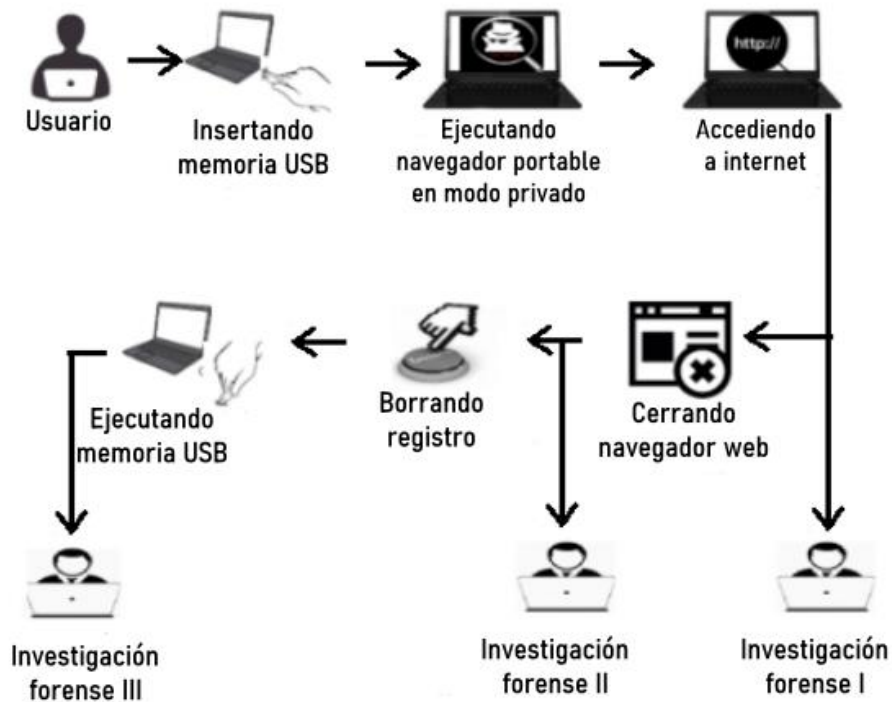 Usuario
Insertando
memoria USB
Ejecutando
navegador portable
en modo privado
http://
Accediendo
a internet
Ejecutando
memoria USB
Borrando
registro
Cerrando
navegador web
Investigación
forense III
Investigación
forense II
Investigación
forense I